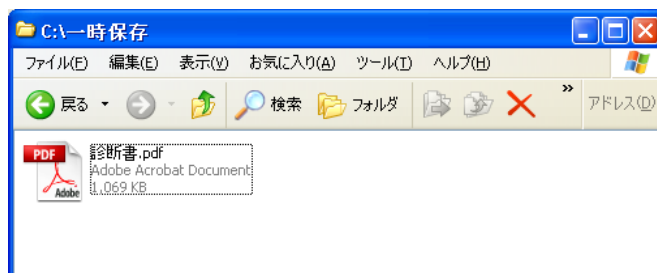 C:\一時保存
ファイル(F) 編集(E) 表示(V) お気に入り(A) ツール(T) ヘルプ(H)
戻る 検索 フォルダ » アドレス(D)
PDF 診断書.pdf
Adobe Acrobat Document
Adobe 1,069 KB